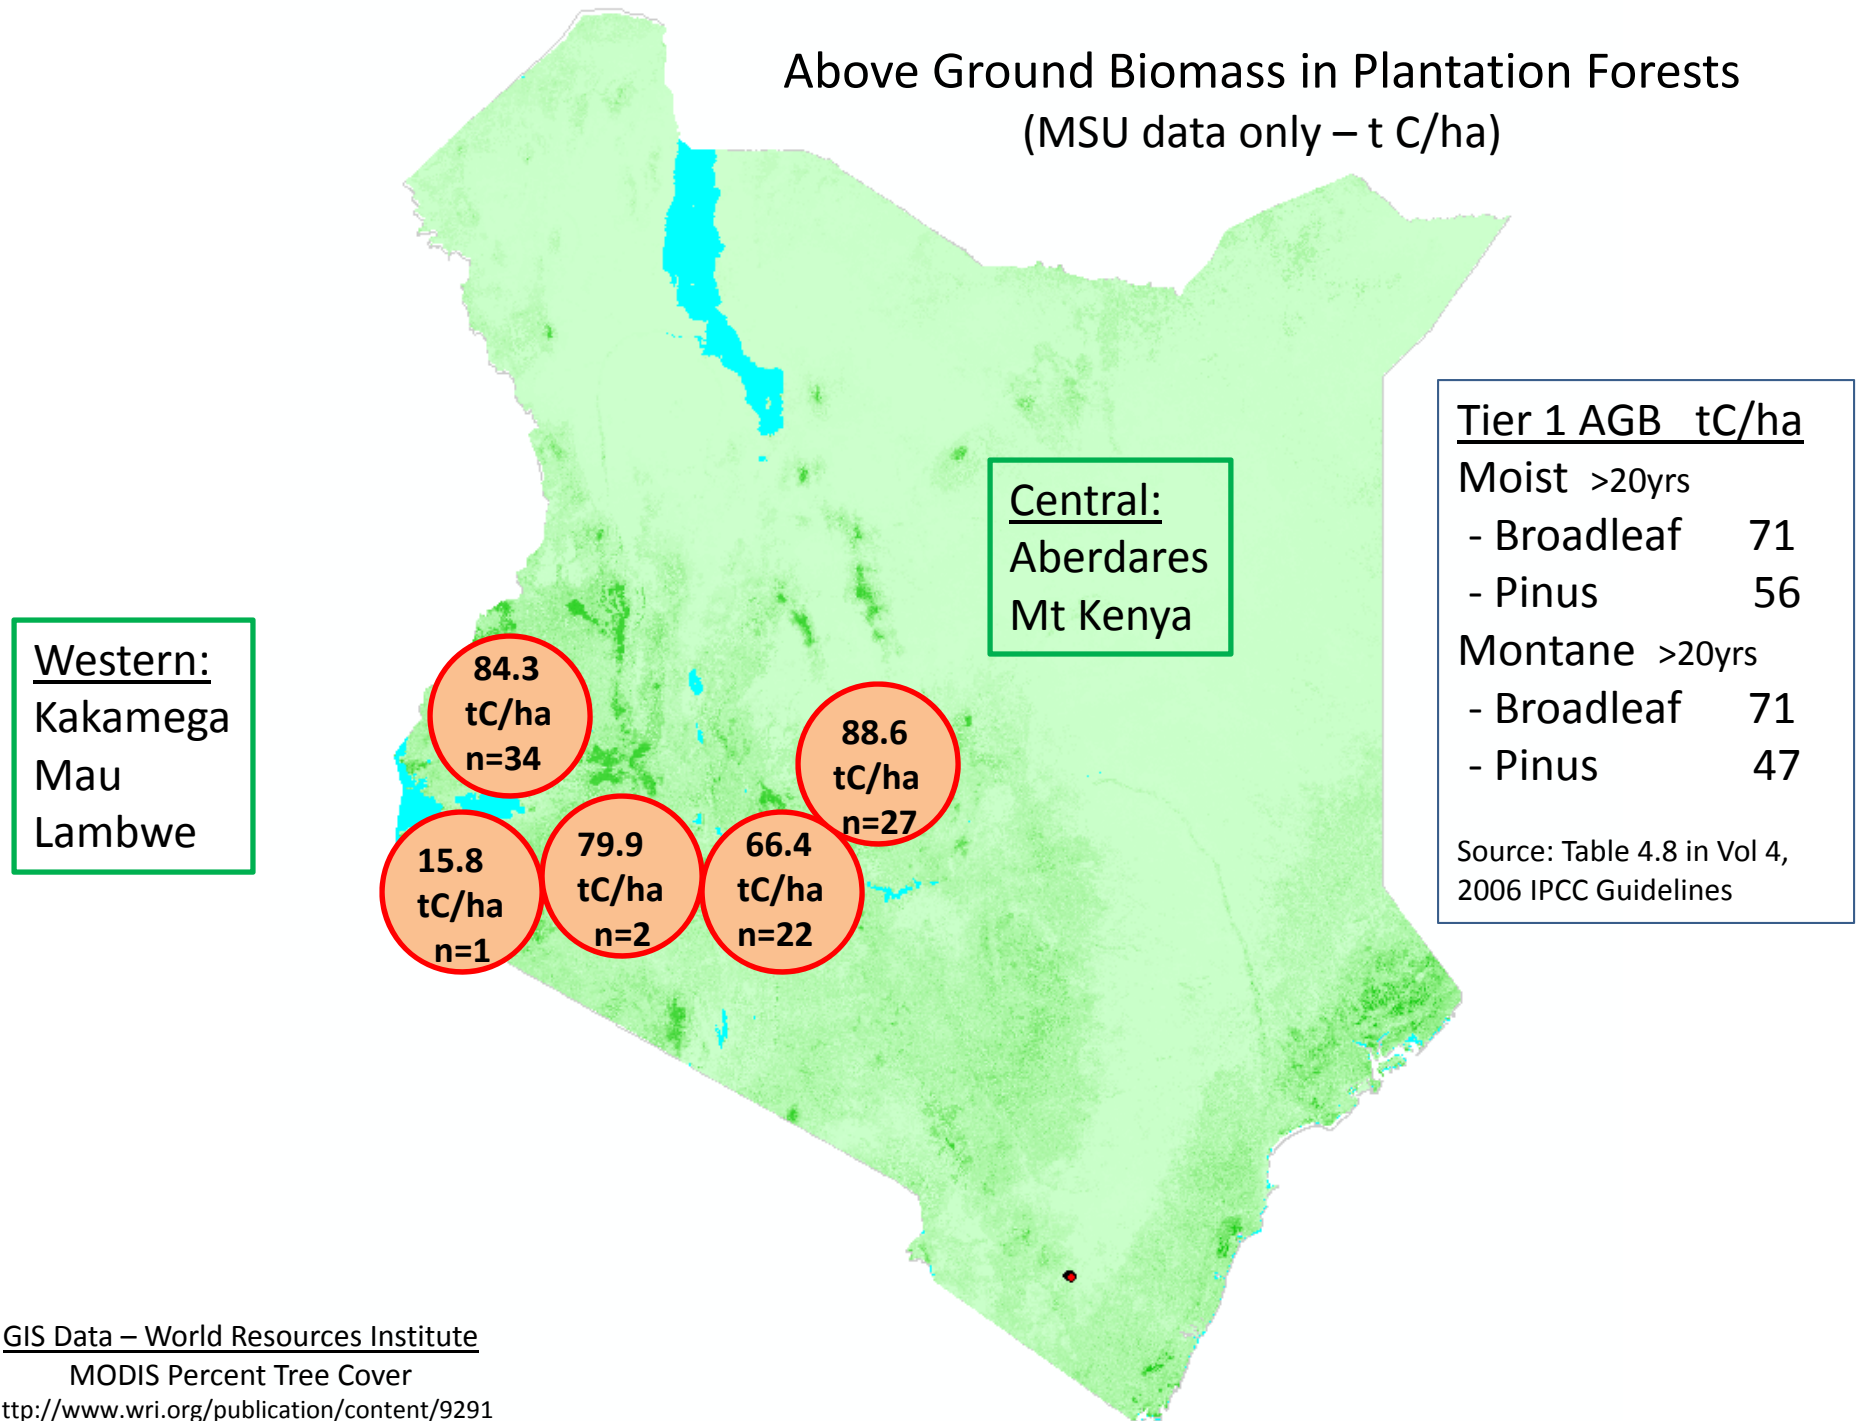 Above Ground Biomass in Plantation Forests
(MSU data only – t C/ha)
Tier 1 AGB tC/ha
Moist >20yrs
- Broadleaf 71
- Pinus 56
Montane >20yrs
- Broadleaf 71
- Pinus 47
Source: Table 4.8 in Vol 4,
2006 IPCC Guidelines
Central:
Aberdares
Mt Kenya
Western:
Kakamega
Mau
Lambwe
84.3
tC/ha
n=34
88.6
tC/ha
n=27
15.8
tC/ha
n=1
79.9
tC/ha
n=2
66.4
tC/ha
n=22
GIS Data – World Resources Institute
MODIS Percent Tree Cover
ttp://www.wri.org/publication/content/9291